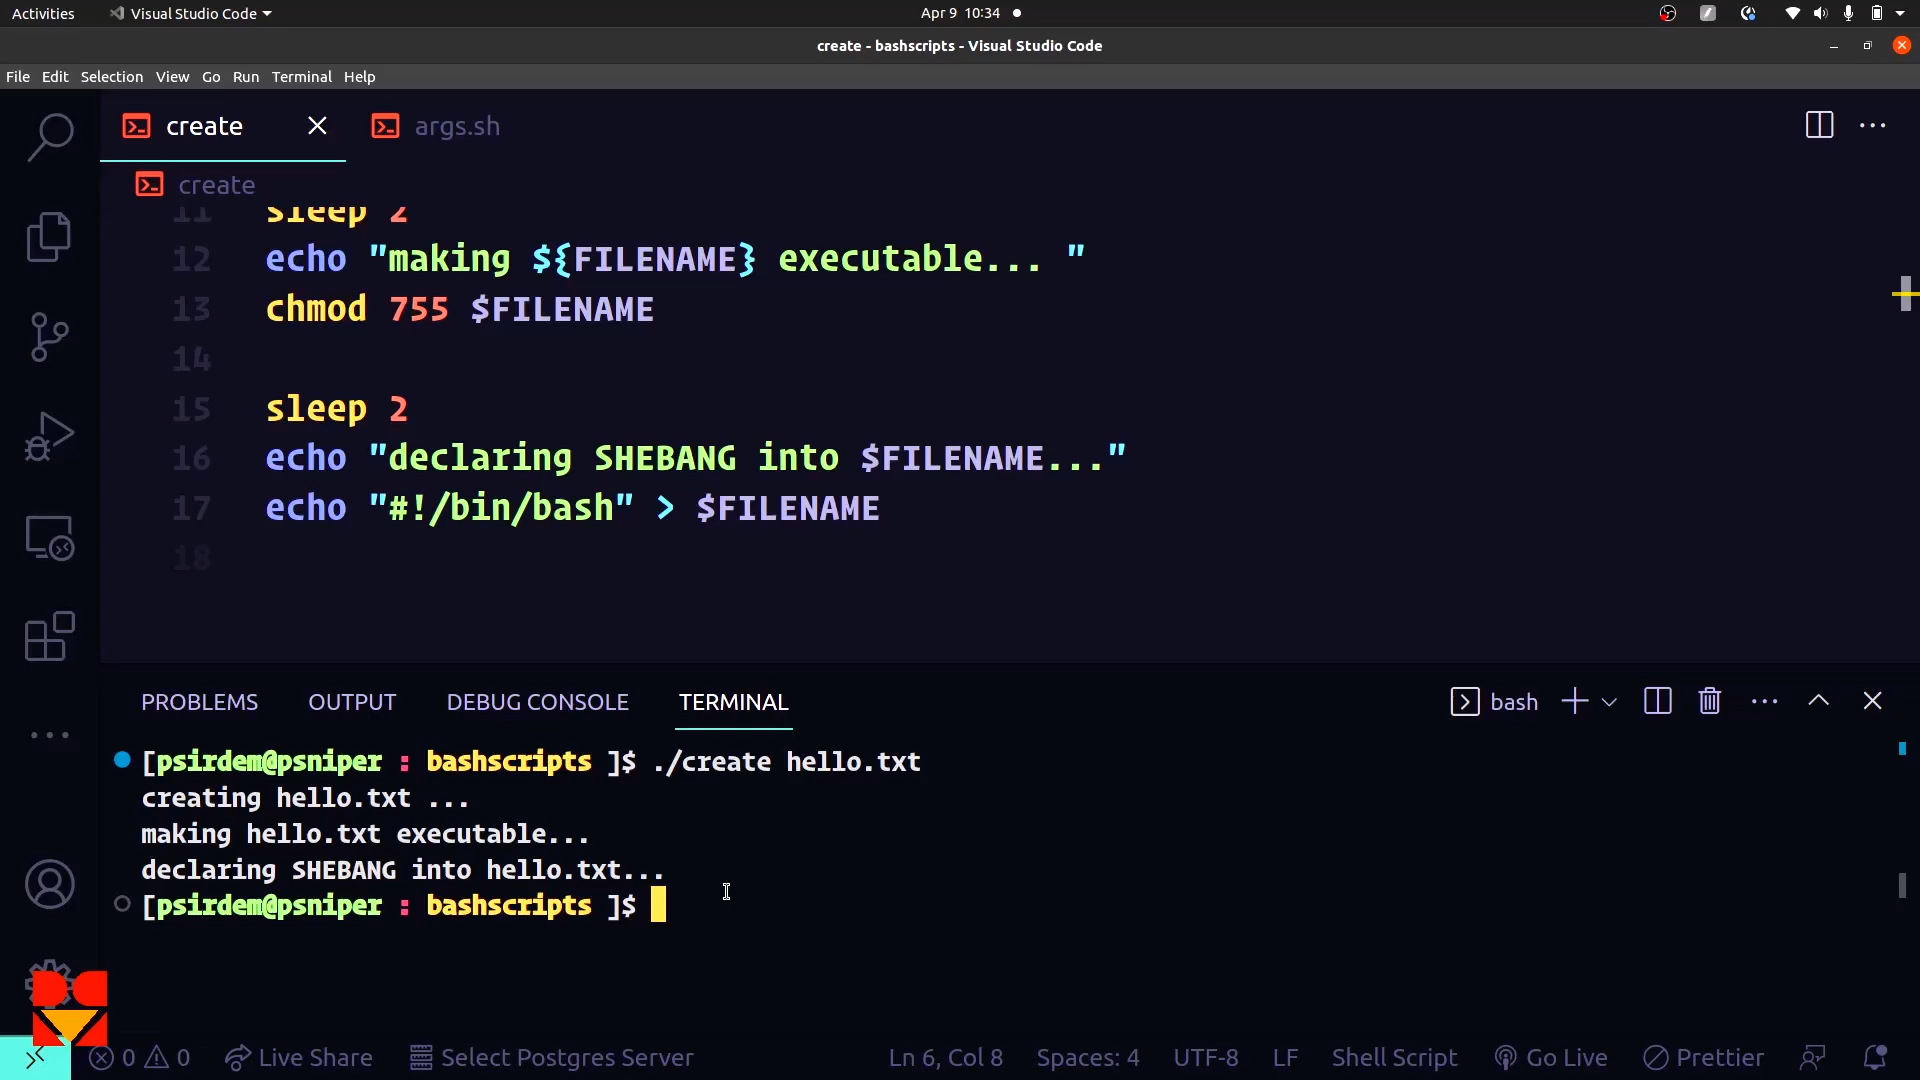 Activities Visual Studio Code Apr 9 10:34
create - bashscripts - Visual Studio Code
File Edit Selection View Go Run Terminal Help
create args.sh
create
11 sleep 2
12 echo "making ${FILENAME} executable... "
13 chmod 755 $FILENAME
14
15 sleep 2
16 echo "declaring SHEBANG into $FILENAME..."
17 echo "#!/bin/bash" > $FILENAME
18
PROBLEMS OUTPUT DEBUG CONSOLE TERMINAL bash
[psirdem@psniper : bashscripts ]$ ./create hello.txt
creating hello.txt ...
making hello.txt executable...
declaring SHEBANG into hello.txt...
[psirdem@psniper : bashscripts ]$
0 0 Live Share Select Postgres Server Ln 6, Col 8 Spaces: 4 UTF-8 LF Shell Script Go Live Prettier